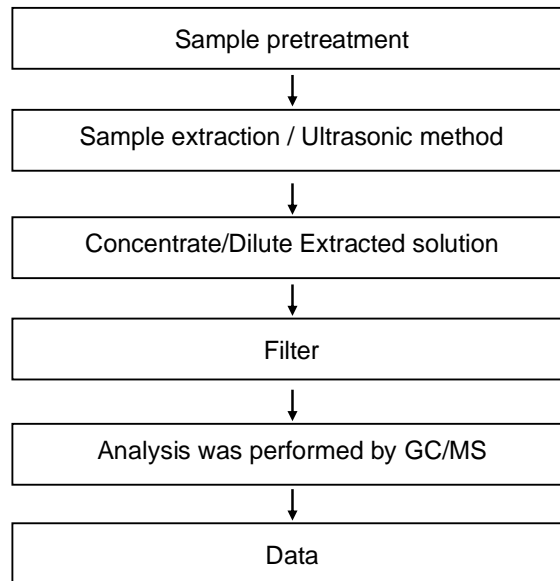 Sample pretreatment
Sample extraction / Ultrasonic method
Concentrate/Dilute Extracted solution
Filter
Analysis was performed by GC/MS
Data